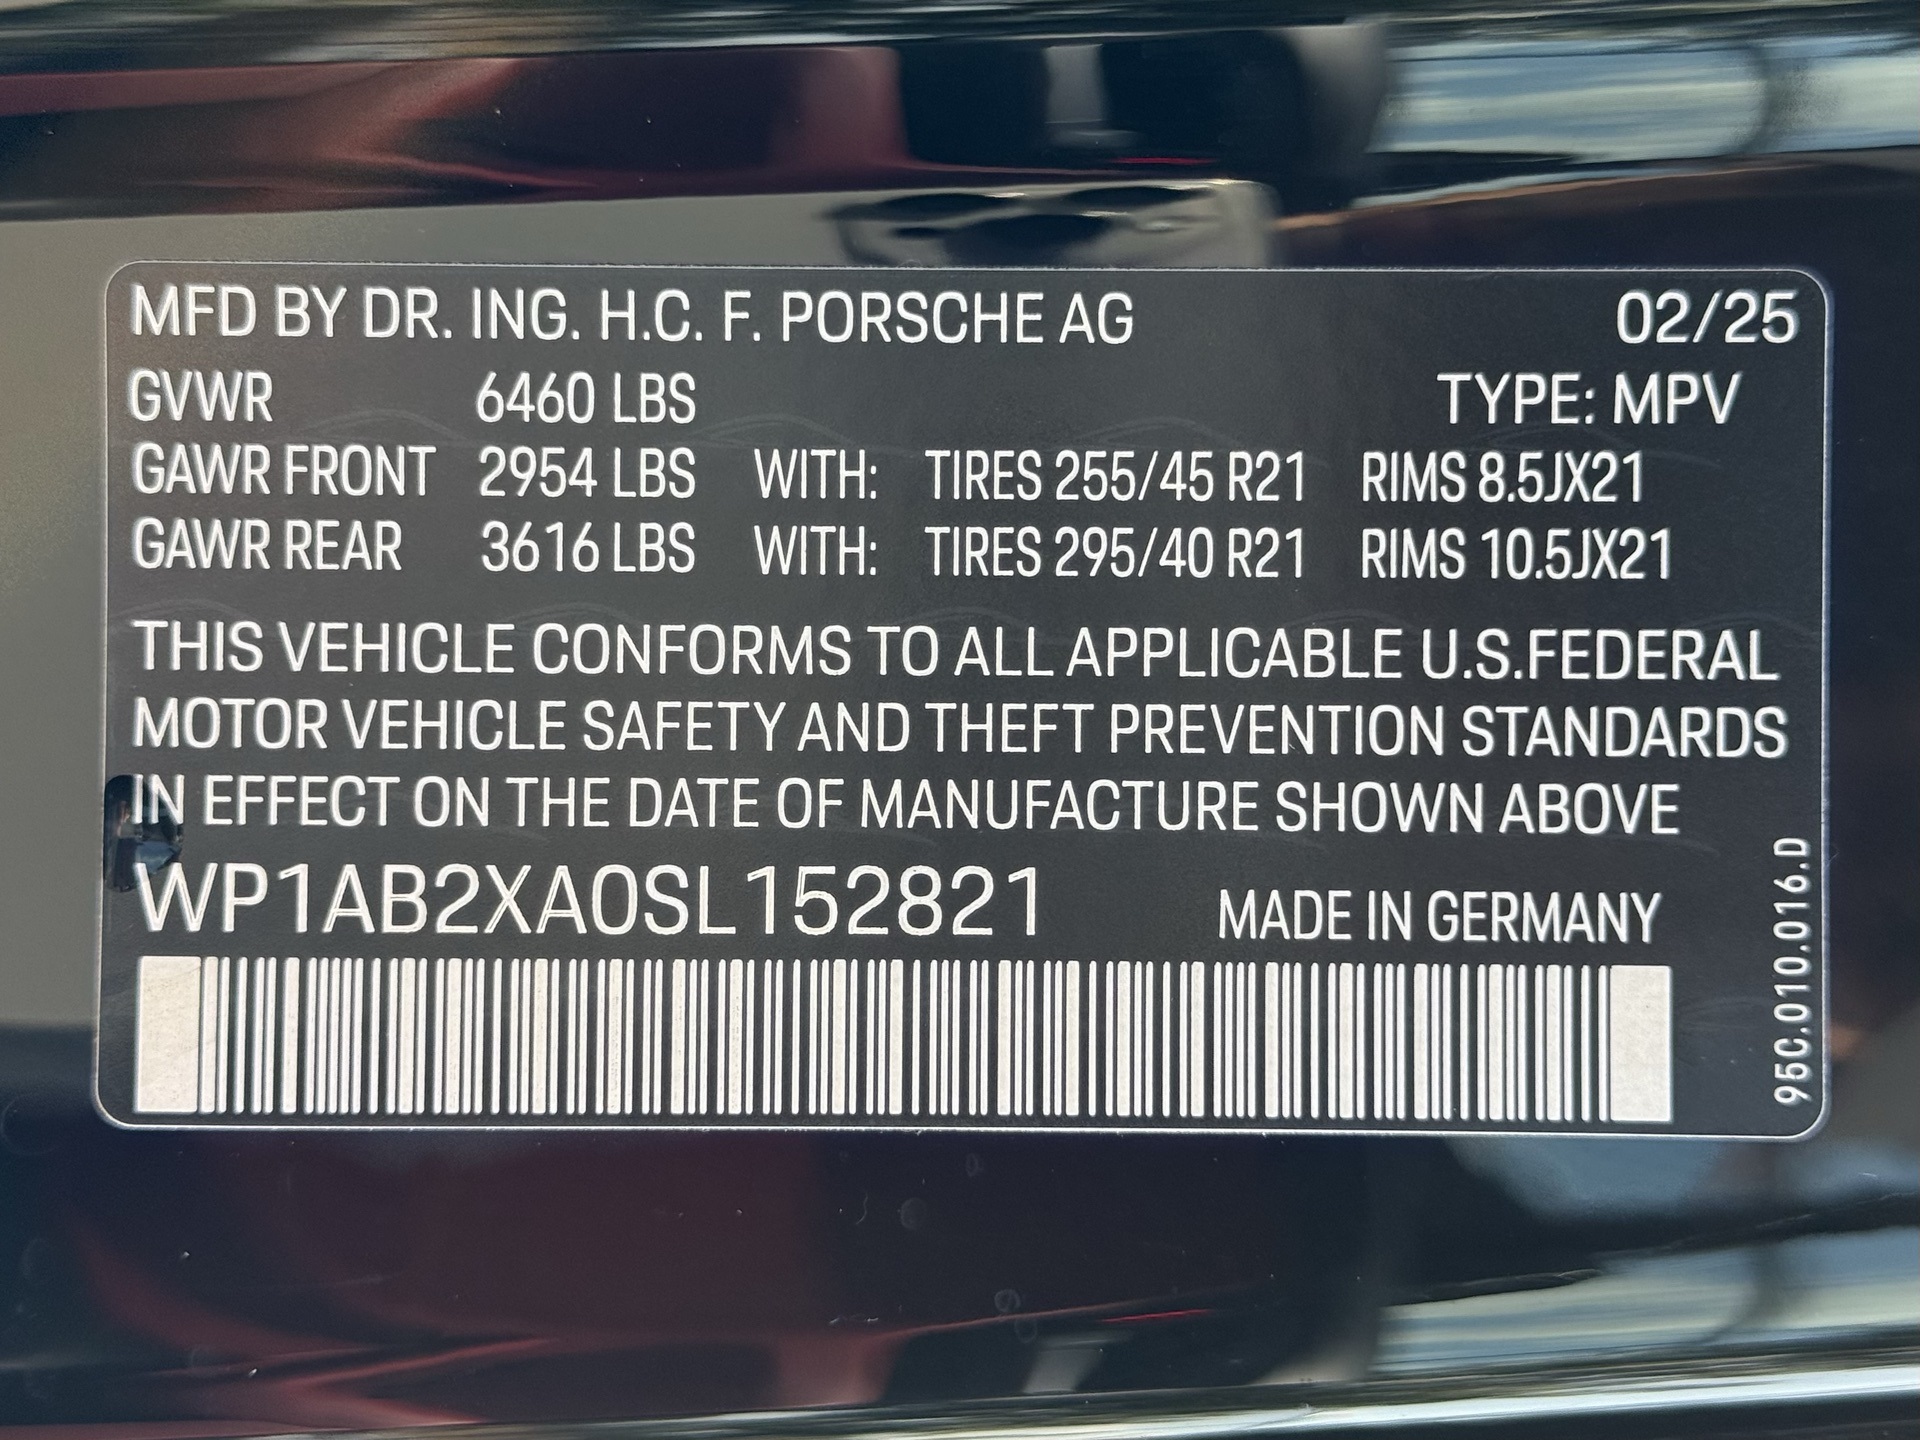 MFD BY DR. ING. H.C. F. PORSCHE AG 02/25
GVWR 6460 LBS TYPE: MPV
GAWR FRONT 2954 LBS WITH: TIRES 255/45 R21 RIMS 8.5JX21
GAWR REAR 3616 LBS WITH: TIRES 295/40 R21 RIMS 10.5JX21
THIS VEHICLE CONFORMS TO ALL APPLICABLE U.S.FEDERAL
MOTOR VEHICLE SAFETY AND THEFT PREVENTION STANDARDS
IN EFFECT ON THE DATE OF MANUFACTURE SHOWN ABOVE
WP1AB2XA0SL152821 MADE IN GERMANY
95C.010.016.D